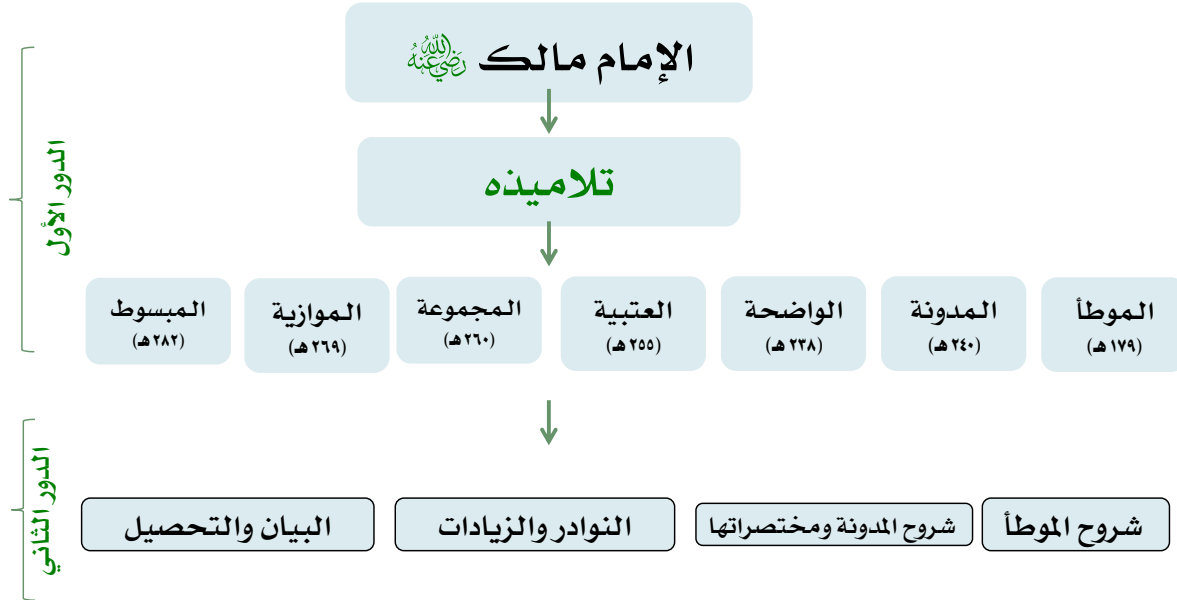 الإمام مالك رَضِيَ اللَّهُ عَنْهُ
تلاميذه
الدور الأول
الموطأ
(١٧٩ هـ)
المدونة
(٢٤٠ هـ)
الواضحة
(٢٣٨ هـ)
العتبية
(٢٥٥ هـ)
المجموعة
(٢٦٠ هـ)
الموازية
(٢٦٩ هـ)
المبسوط
(٢٨٢ هـ)
الدور الثاني
شروح الموطأ
شروح المدونة ومختصراتها
النوادر والزيادات
البيان والتحصيل